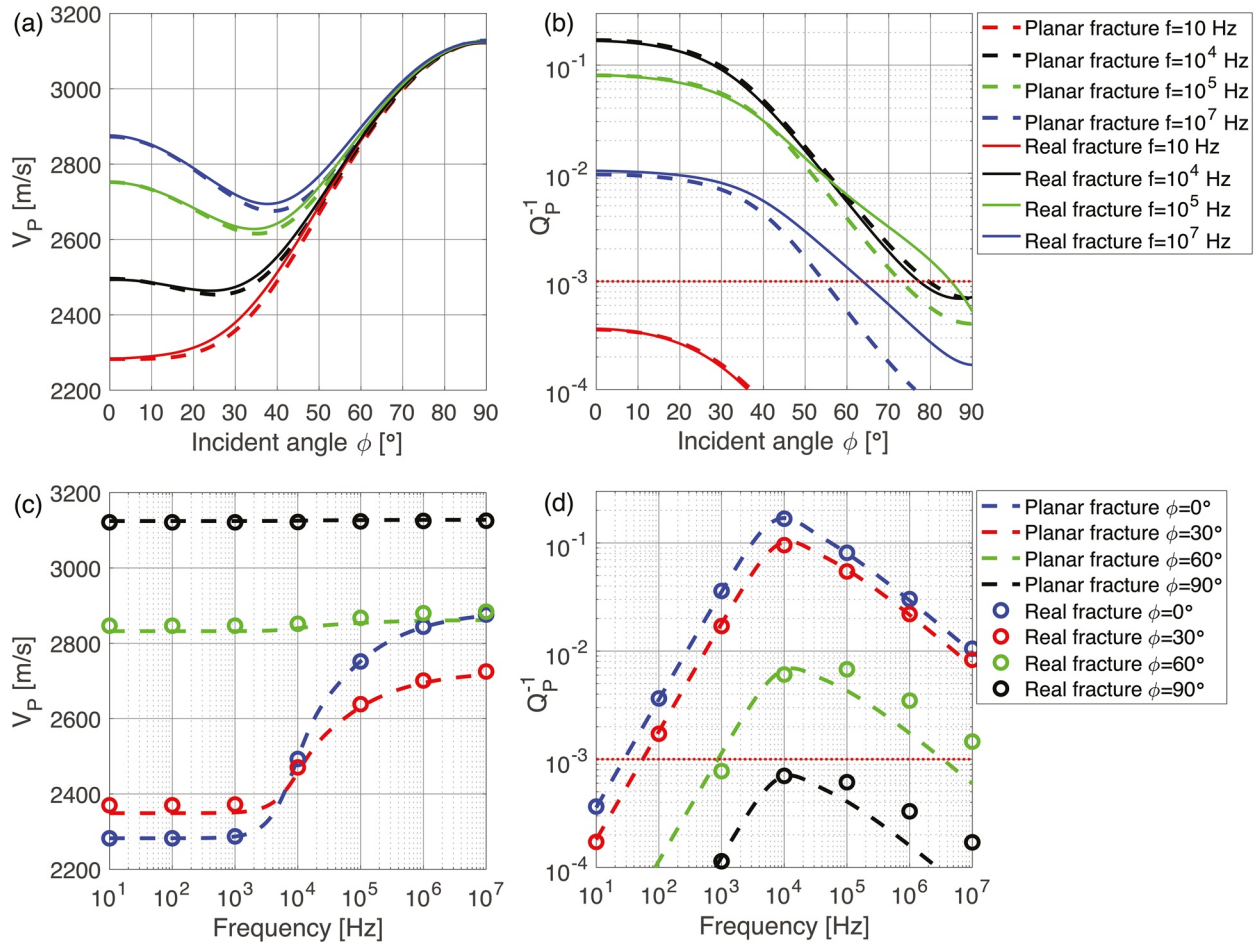 (a)
3200
3000
2800
2600
2400
2200
V_P [m/s]
0 10 20 30 40 50 60 70 80 90
Incident angle ϕ [°]
(b)
10^-1
10^-2
10^-3
10^-4
Q_P^-1
0 10 20 30 40 50 60 70 80 90
Incident angle ϕ [°]
Planar fracture f=10 Hz
Planar fracture f=10^4 Hz
Planar fracture f=10^5 Hz
Planar fracture f=10^7 Hz
Real fracture f=10 Hz
Real fracture f=10^4 Hz
Real fracture f=10^5 Hz
Real fracture f=10^7 Hz
(c)
3200
3000
2800
2600
2400
2200
V_P [m/s]
10^1 10^2 10^3 10^4 10^5 10^6 10^7
Frequency [Hz]
(d)
10^-1
10^-2
10^-3
10^-4
Q_P^-1
10^1 10^2 10^3 10^4 10^5 10^6 10^7
Frequency [Hz]
Planar fracture ϕ=0°
Planar fracture ϕ=30°
Planar fracture ϕ=60°
Planar fracture ϕ=90°
Real fracture ϕ=0°
Real fracture ϕ=30°
Real fracture ϕ=60°
Real fracture ϕ=90°